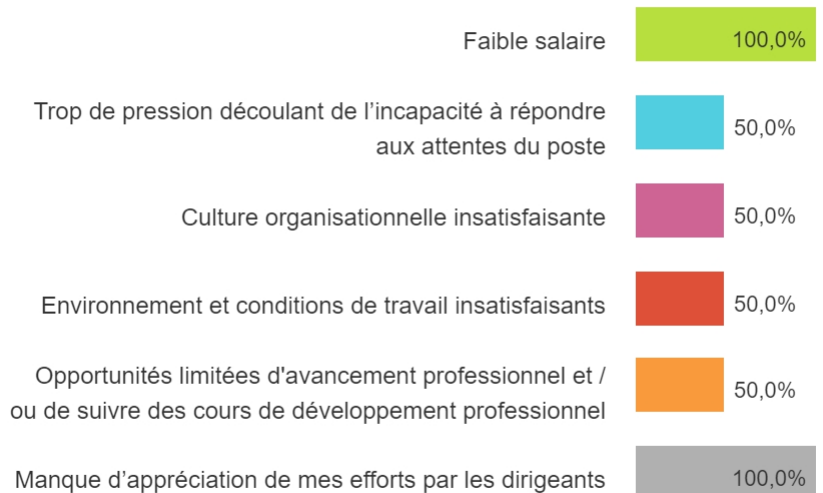 Faible salaire
100,0%
Trop de pression découlant de l’incapacité à répondre
aux attentes du poste
50,0%
Culture organisationnelle insatisfaisante
50,0%
Environnement et conditions de travail insatisfaisants
50,0%
Opportunités limitées d'avancement professionnel et /
ou de suivre des cours de développement professionnel
50,0%
Manque d’appréciation de mes efforts par les dirigeants
100,0%